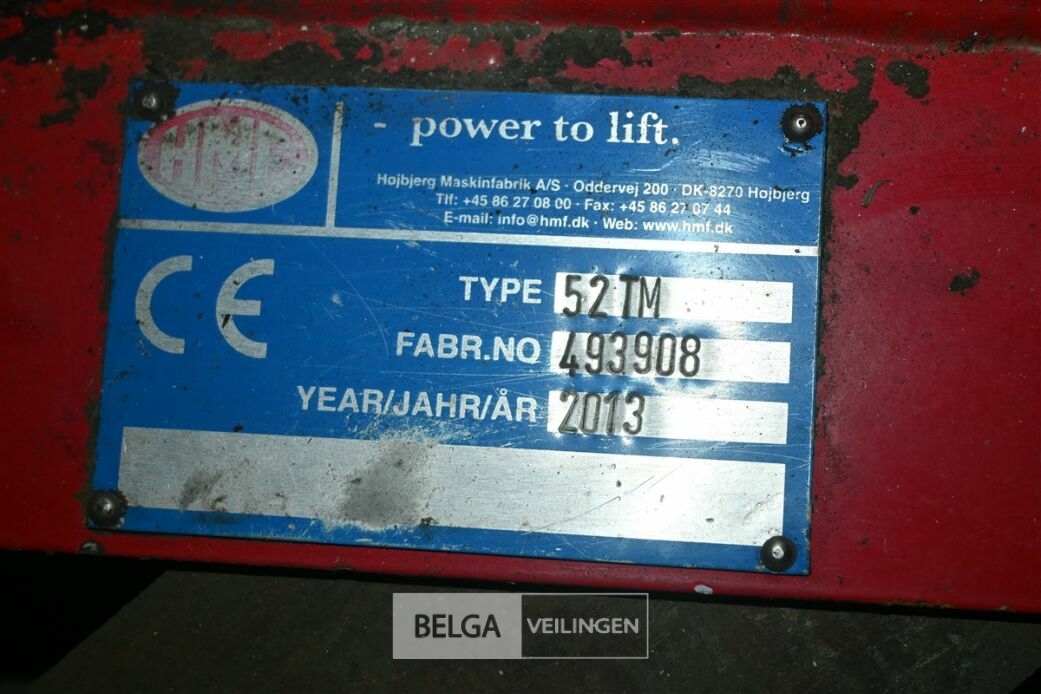 HMF
- power to lift.
Hojbjerg Maskinfabrik A/S · Oddervej 200 · DK-8270 Hojbjerg
Tlf: +45 86 27 08 00 · Fax: +45 86 27 07 44
E-mail: info@hmf.dk · Web: www.hmf.dk
CE
TYPE 52TM
FABR.NO 493908
YEAR/JAHR/ÅR 2013
BELGA VEILINGEN